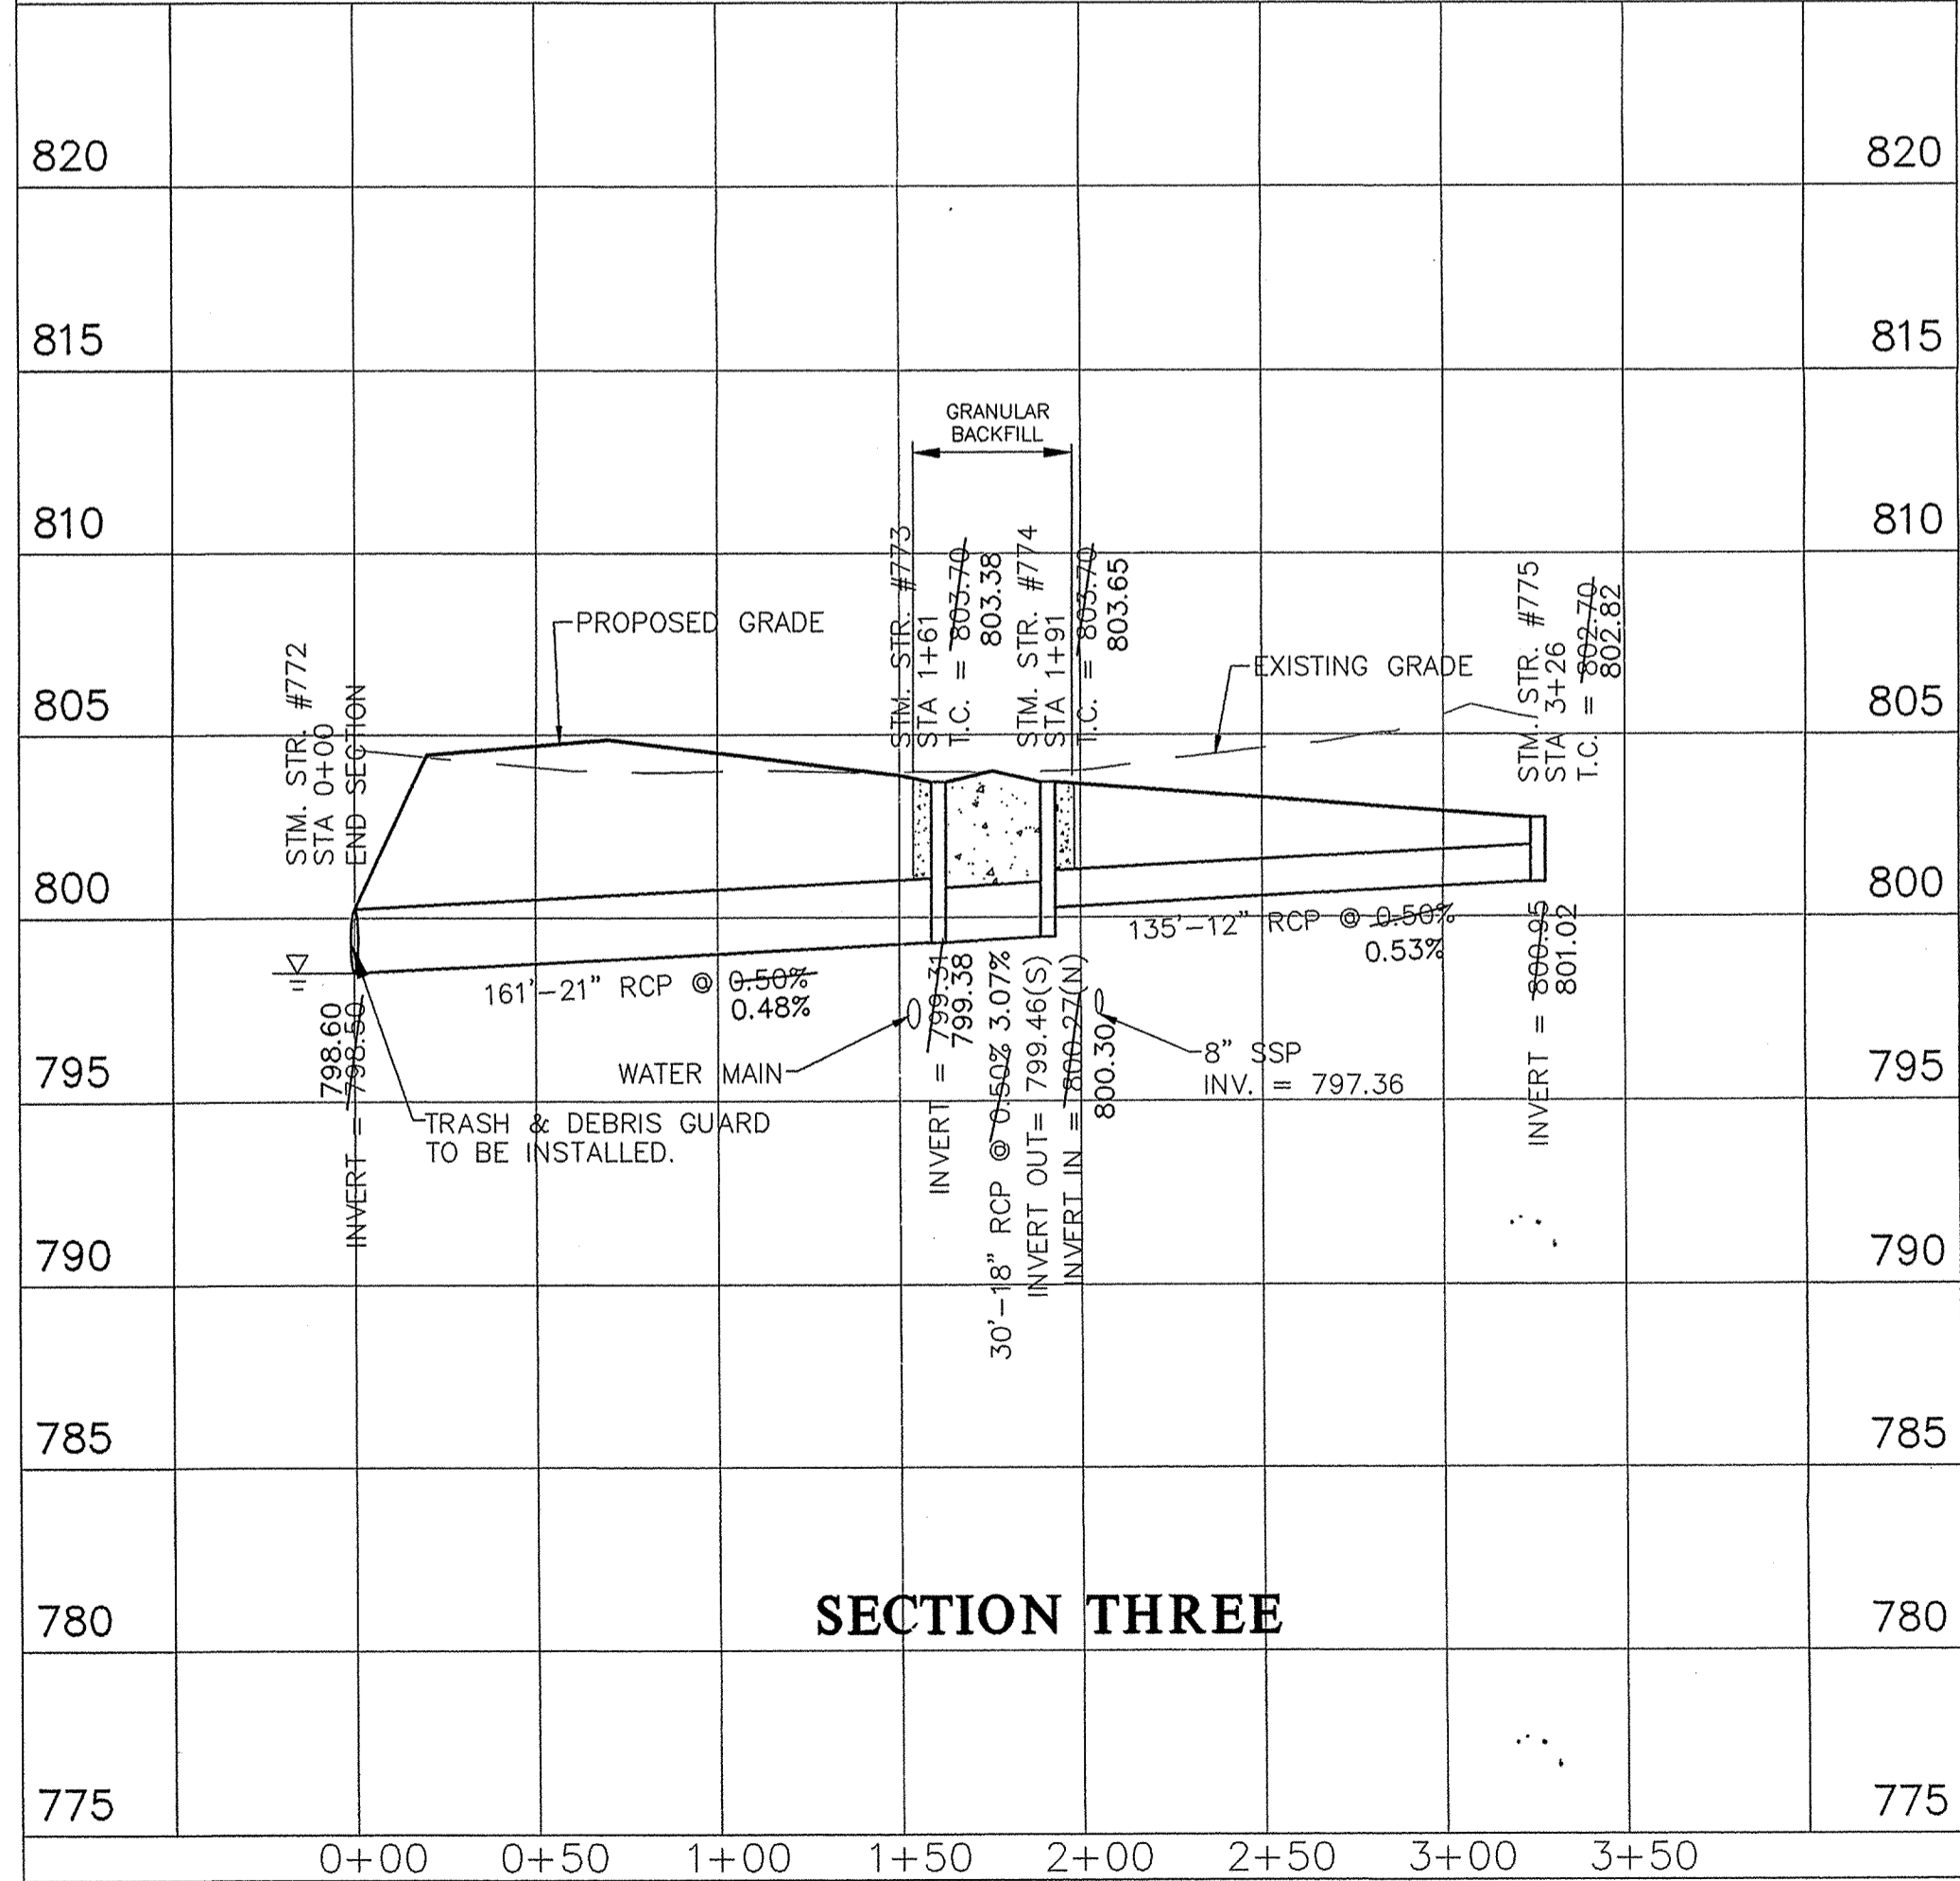 820
820
815
815
GRANULAR
BACKFILL
810
810
STM. STR. #772
STA 0+00
END SECTION
PROPOSED GRADE
STM. STR. #773
STA 1+61
T.C. = 803.70
803.38
STM. STR. #774
STA 1+91
T.C. = 803.70
803.65
EXISTING GRADE
STM. STR. #775
STA 3+26
T.C. = 802.70
802.82
805
805
800
800
161'-21" RCP @ 0.50%
0.48%
135'-12" RCP @ 0.50%
0.53%
798.60
INVERT = 798.50
WATER MAIN
INVERT = 799.31
799.38
30'-18" RCP @ 0.50% 3.07%
INVERT OUT= 799.46(S)
INVERT IN = 800.27(N)
800.30
8" SSP
INV. = 797.36
INVERT = 800.95
801.02
795
795
TRASH & DEBRIS GUARD
TO BE INSTALLED.
790
790
785
785
SECTION THREE
780
780
775
775
0+00 0+50 1+00 1+50 2+00 2+50 3+00 3+50